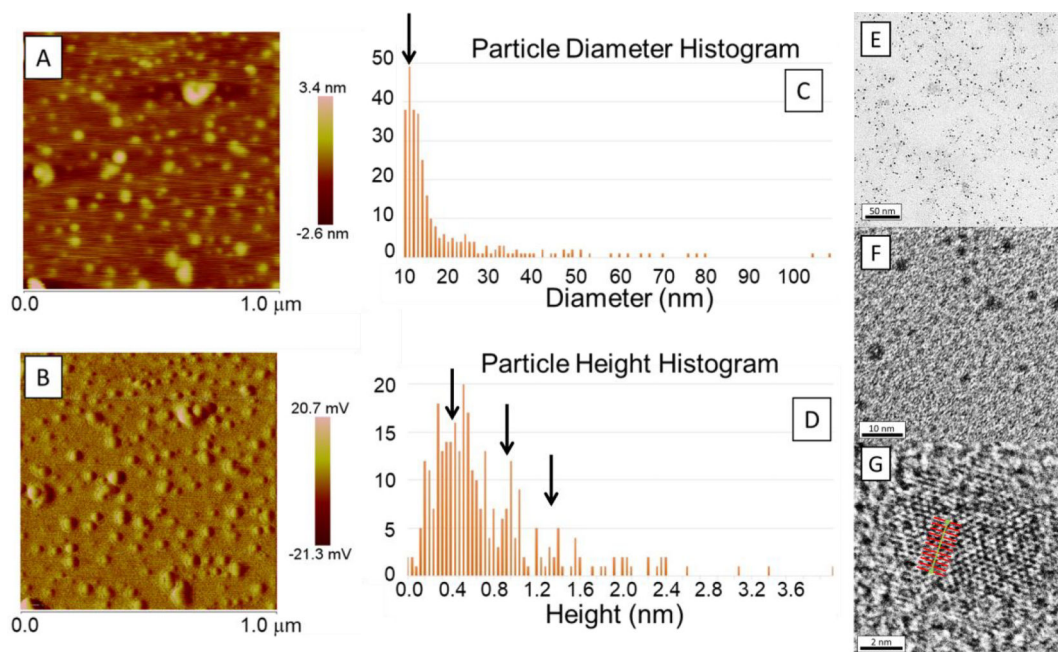 A
3.4 nm
-2.6 nm
0.0
1.0 μm
B
20.7 mV
-21.3 mV
0.0
1.0 μm
Particle Diameter Histogram
C
50
40
30
20
10
0
10 20 30 40 50 60 70 80 100
Diameter (nm)
Particle Height Histogram
D
20
15
10
5
0
0.0 0.4 0.8 1.2 1.6 2.0 2.4 2.8 3.2 3.6
Height (nm)
E
50 nm
F
10 nm
G
2 nm